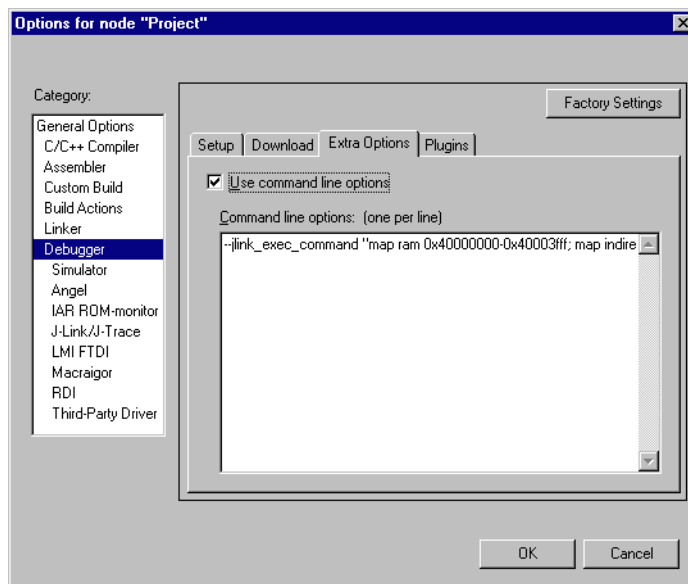 Options for node "Project"
Category:
Factory Settings
General Options
C/C++ Compiler
Assembler
Custom Build
Build Actions
Linker
Debugger
Simulator
Angel
IAR ROM-monitor
J-Link/J-Trace
LMI FTDI
Macraigor
RDI
Third-Party Driver
Setup Download Extra Options Plugins
Use command line options
Command line options: (one per line)
--jlink_exec_command "map ram 0x40000000-0x40003fff; map indire
OK Cancel